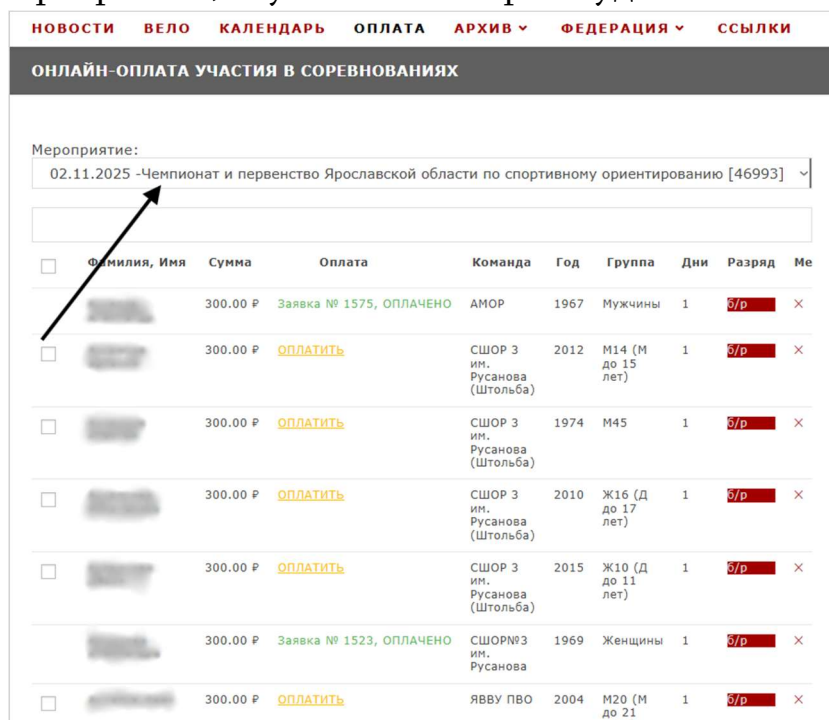 НОВОСТИ ВЕЛО КАЛЕНДАРЬ ОПЛАТА АРХИВ ФЕДЕРАЦИЯ ССЫЛКИ
ОНЛАЙН-ОПЛАТА УЧАСТИЯ В СОРЕВНОВАНИЯХ
Мероприятие:
02.11.2025 -Чемпионат и первенство Ярославской области по спортивному ориентированию [46993]
Фамилия, Имя Сумма Оплата Команда Год Группа Дни Разряд Ме
300.00 ₽ Заявка № 1575, ОПЛАЧЕНО АМОР 1967 Мужчины 1 б/р
300.00 ₽ ОПЛАТИТЬ СШОР 3 2012 М14 (М 1 б/р
им. до 15
Русанова лет)
(Штольба)
300.00 ₽ ОПЛАТИТЬ СШОР 3 1974 М45 1 б/р
им.
Русанова
(Штольба)
300.00 ₽ ОПЛАТИТЬ СШОР 3 2010 Ж16 (Д 1 б/р
им. до 17
Русанова лет)
(Штольба)
300.00 ₽ ОПЛАТИТЬ СШОР 3 2015 Ж10 (Д 1 б/р
им. до 11
Русанова лет)
(Штольба)
300.00 ₽ Заявка № 1523, ОПЛАЧЕНО СШОР№3 1969 Женщины 1 б/р
им.
Русанова
300.00 ₽ ОПЛАТИТЬ ЯВВУ ПВО 2004 М20 (М 1 б/р
до 21